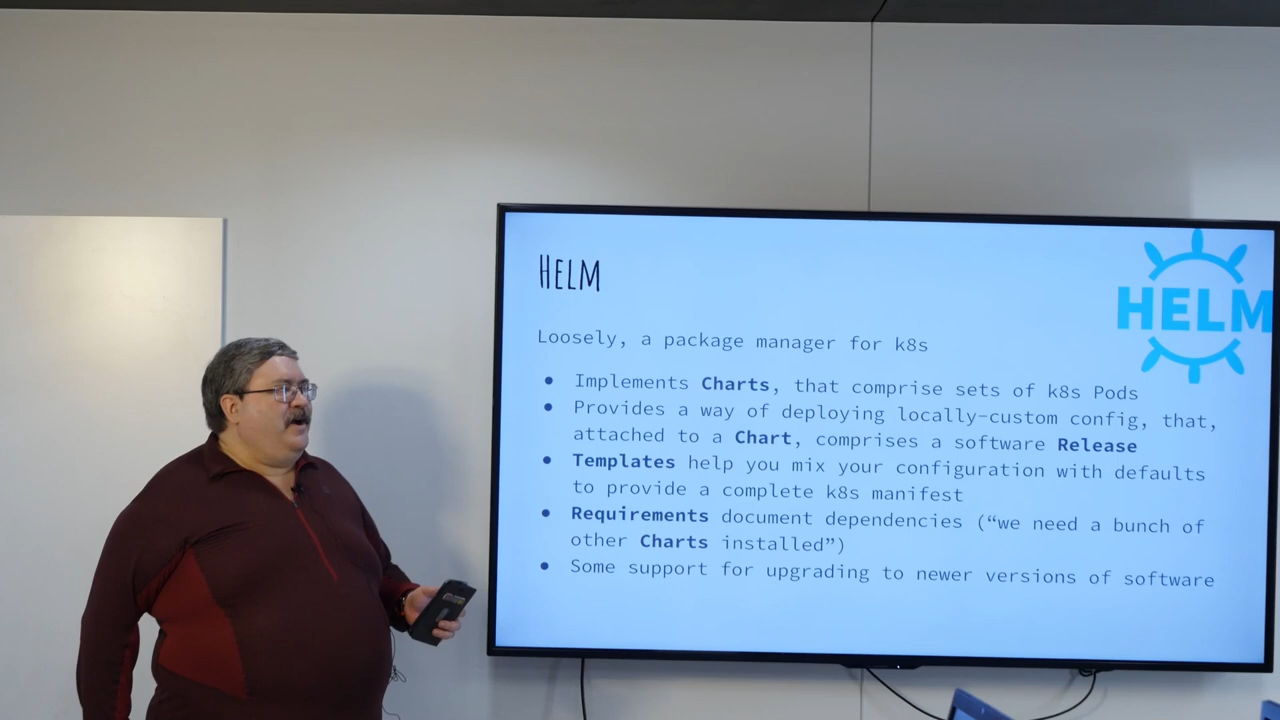 HELM
HELM
Loosely, a package manager for k8s
● Implements Charts, that comprise sets of k8s Pods
● Provides a way of deploying locally-custom config, that,
attached to a Chart, comprises a software Release
● Templates help you mix your configuration with defaults
to provide a complete k8s manifest
● Requirements document dependencies (“we need a bunch of
other Charts installed”)
● Some support for upgrading to newer versions of software